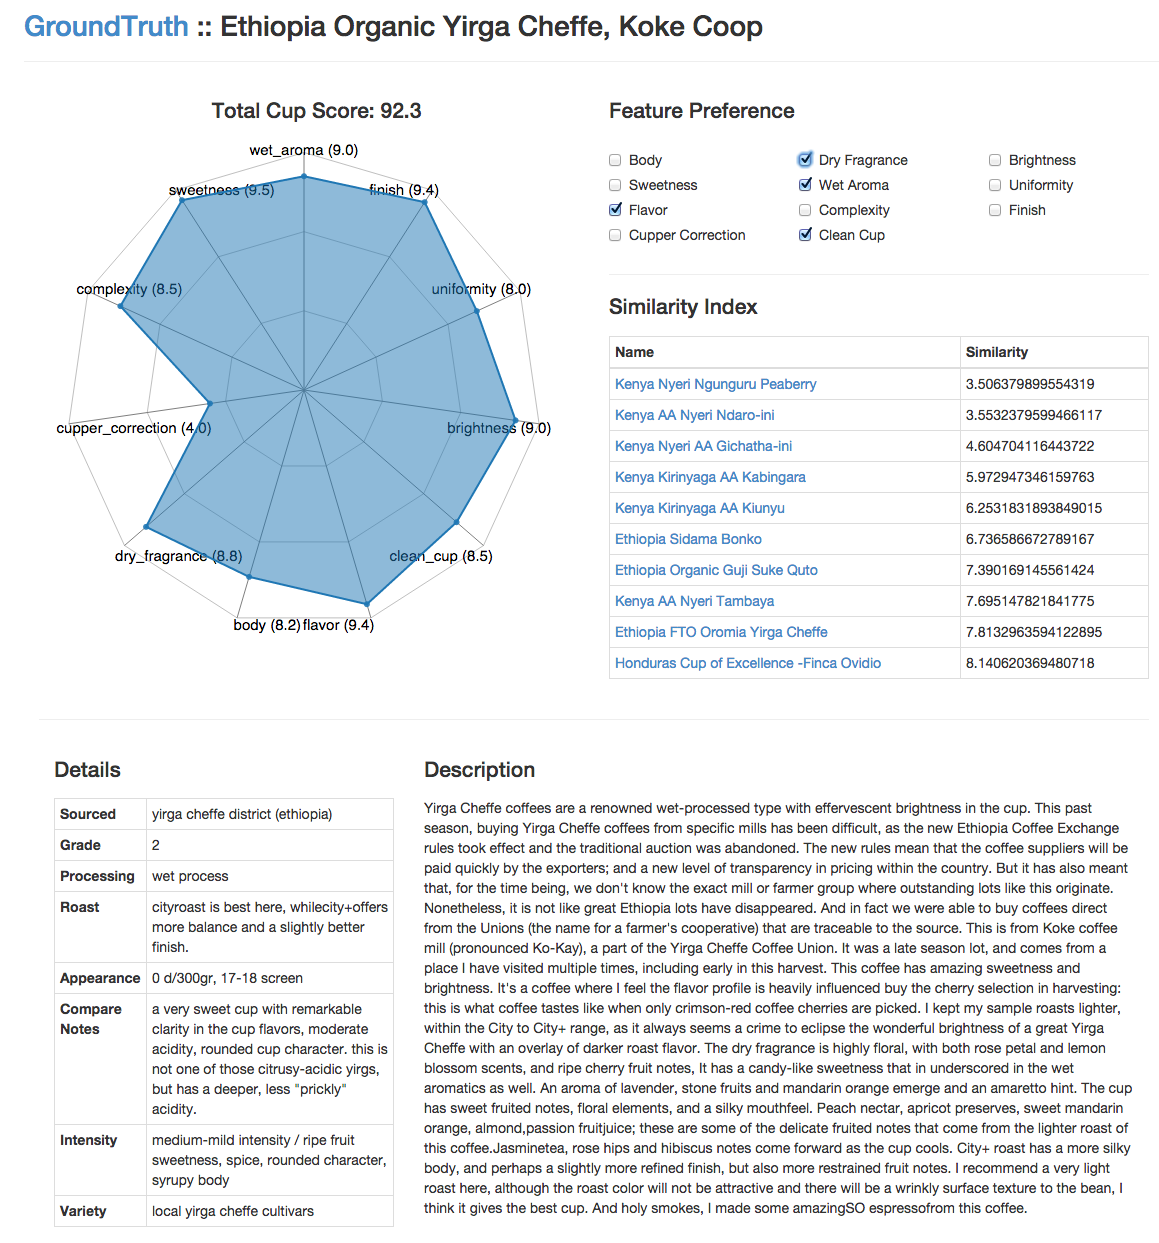 GroundTruth :: Ethiopia Organic Yirga Cheffe, Koke Coop
Total Cup Score: 92.3
wet_aroma (9.0)
sweetness (9.5)
finish (9.4)
complexity (8.5)
uniformity (8.0)
cupper_correction (4.0)
brightness (9.0)
dry_fragrance (8.8)
clean_cup (8.5)
body (8.2)
flavor (9.4)
Feature Preference
Body
Dry Fragrance
Brightness
Sweetness
Wet Aroma
Uniformity
Flavor
Complexity
Finish
Cupper Correction
Clean Cup
Similarity Index
Name Similarity
Kenya Nyeri Ngunguru Peaberry 3.506379899554319
Kenya AA Nyeri Ndaro-ini 3.5532379599466117
Kenya Nyeri AA Gichatha-ini 4.604704116443722
Kenya Kirinyaga AA Kabingara 5.972947346159763
Kenya Kirinyaga AA Kiunyu 6.2531831893849015
Ethiopia Sidama Bonko 6.736586672789167
Ethiopia Organic Guji Suke Quto 7.390169145561424
Kenya AA Nyeri Tambaya 7.695147821841775
Ethiopia FTO Oromia Yirga Cheffe 7.8132963594122895
Honduras Cup of Excellence -Finca Ovidio 8.140620369480718
Details
Sourced yirga cheffe district (ethiopia)
Grade 2
Processing wet process
Roast cityroast is best here, whilecity+offers
more balance and a slightly better
finish.
Appearance 0 d/300gr, 17-18 screen
Compare a very sweet cup with remarkable
Notes clarity in the cup flavors, moderate
acidity, rounded cup character. this is
not one of those citrusy-acidic yirgs,
but has a deeper, less "prickly"
acidity.
Intensity medium-mild intensity / ripe fruit
sweetness, spice, rounded character,
syrupy body
Variety local yirga cheffe cultivars
Description
Yirga Cheffe coffees are a renowned wet-processed type with effervescent brightness in the cup. This past
season, buying Yirga Cheffe coffees from specific mills has been difficult, as the new Ethiopia Coffee Exchange
rules took effect and the traditional auction was abandoned. The new rules mean that the coffee suppliers will be
paid quickly by the exporters; and a new level of transparency in pricing within the country. But it has also meant
that, for the time being, we don't know the exact mill or farmer group where outstanding lots like this originate.
Nonetheless, it is not like great Ethiopia lots have disappeared. And in fact we were able to buy coffees direct
from the Unions (the name for a farmer's cooperative) that are traceable to the source. This is from Koke coffee
mill (pronounced Ko-Kay), a part of the Yirga Cheffe Coffee Union. It was a late season lot, and comes from a
place I have visited multiple times, including early in this harvest. This coffee has amazing sweetness and
brightness. It's a coffee where I feel the flavor profile is heavily influenced buy the cherry selection in harvesting:
this is what coffee tastes like when only crimson-red coffee cherries are picked. I kept my sample roasts lighter,
within the City to City+ range, as it always seems a crime to eclipse the wonderful brightness of a great Yirga
Cheffe with an overlay of darker roast flavor. The dry fragrance is highly floral, with both rose petal and lemon
blossom scents, and ripe cherry fruit notes, It has a candy-like sweetness that in underscored in the wet
aromatics as well. An aroma of lavender, stone fruits and mandarin orange emerge and an amaretto hint. The cup
has sweet fruited notes, floral elements, and a silky mouthfeel. Peach nectar, apricot preserves, sweet mandarin
orange, almond,passion fruitjuice; these are some of the delicate fruited notes that come from the lighter roast of
this coffee.Jasminetea, rose hips and hibiscus notes come forward as the cup cools. City+ roast has a more silky
body, and perhaps a slightly more refined finish, but also more restrained fruit notes. I recommend a very light
roast here, although the roast color will not be attractive and there will be a wrinkly surface texture to the bean, I
think it gives the best cup. And holy smokes, I made some amazingSO espressofrom this coffee.